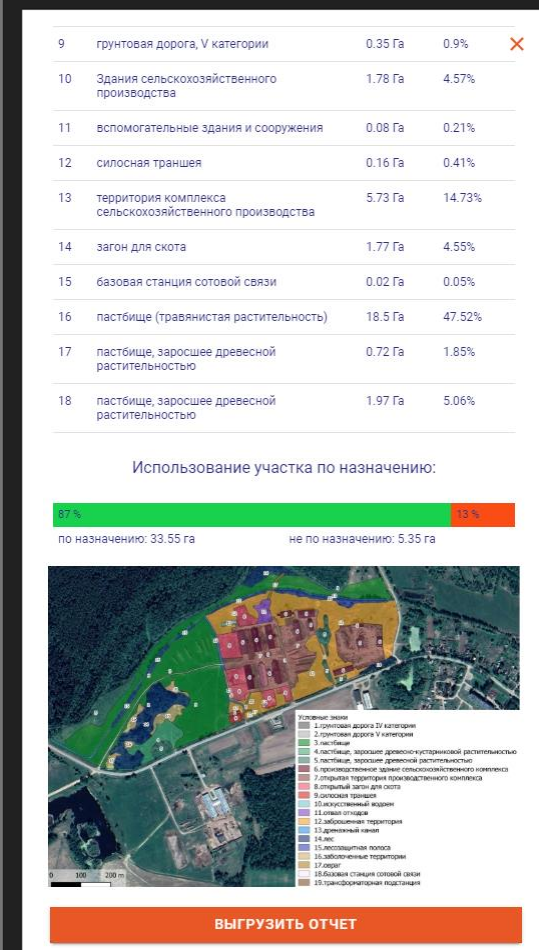 9 грунтовая дорога, V категории 0.35 Га 0.9%
10 Здания сельскохозяйственного производства 1.78 Га 4.57%
11 вспомогательные здания и сооружения 0.08 Га 0.21%
12 силосная траншея 0.16 Га 0.41%
13 территория комплекса сельскохозяйственного производства 5.73 Га 14.73%
14 загон для скота 1.77 Га 4.55%
15 базовая станция сотовой связи 0.02 Га 0.05%
16 пастбище (травянистая растительность) 18.5 Га 47.52%
17 пастбище, заросшее древесной растительностью 0.72 Га 1.85%
18 пастбище, заросшее древесной растительностью 1.97 Га 5.06%
Использование участка по назначению:
87 % 13 %
по назначению: 33.55 га не по назначению: 5.35 га
Условные знаки
1.грунтовая дорога IV категории
2.грунтовая дорога V категории
3.пастбище
4.пастбище, заросшее древесно-кустарниковой растительностью
5.пастбище, заросшее древесной растительностью
6.производственное здание сельскохозяйственного комплекса
7.открытая территория производственного комплекса
8.открытый загон для скота
9.силосная траншея
10.искусственный водоем
11.отвал отходов
12.заброшенная территория
13.дренажный канал
14.лес
15.лесозащитная полоса
16.заболоченные территории
17.овраг
18.базовая станция сотовой связи
19.трансформаторная подстанция
0 100 200 m
ВЫГРУЗИТЬ ОТЧЕТ